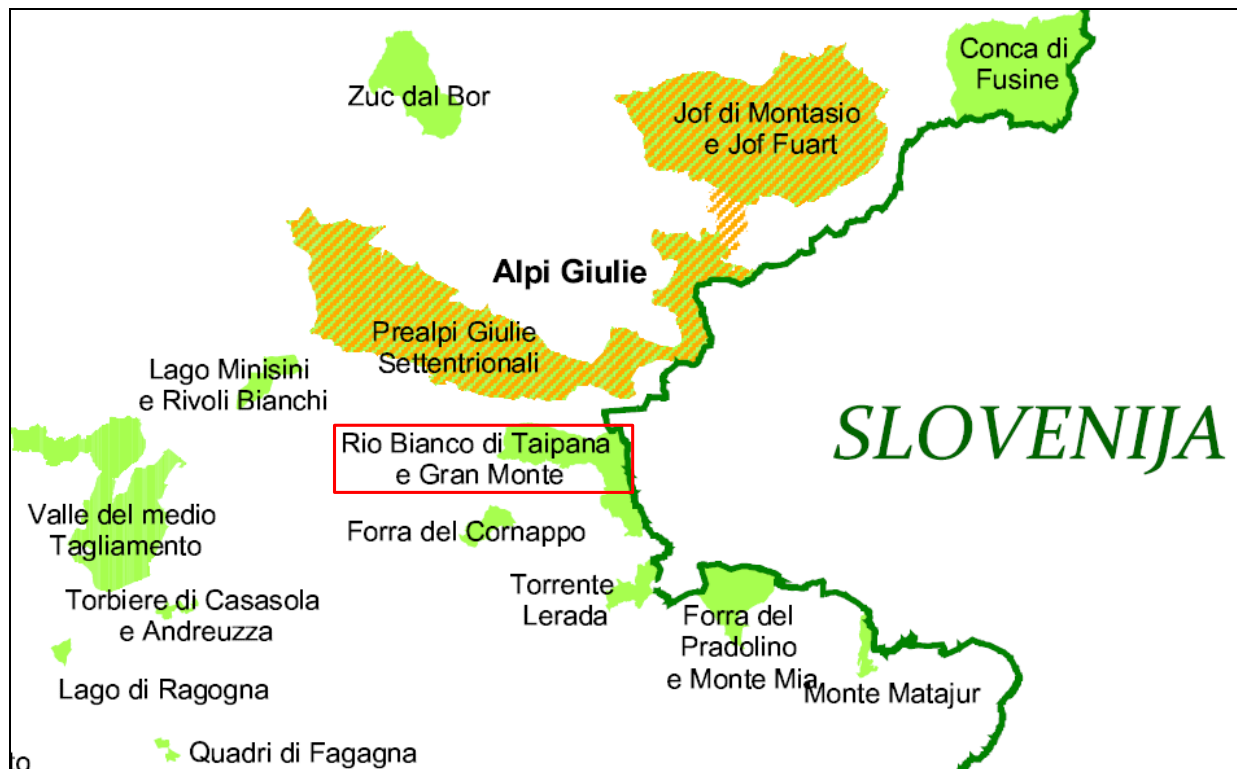 Conca di
Fusine
Zuc dal Bor
Jof di Montasio
e Jof Fuart
Alpi Giulie
Prealpi Giulie
Settentrionali
Lago Minisini
e Rivoli Bianchi
SLOVENIJA
Rio Bianco di Taipana
e Gran Monte
Valle del medio
Tagliamento
Forra del Cornappo
Torrente
Lerada
Torbiere di Casasola
e Andreuzza
Forra del
Pradolino
e Monte Mia
Monte Matajur
Lago di Ragogna
Quadri di Fagagna
to